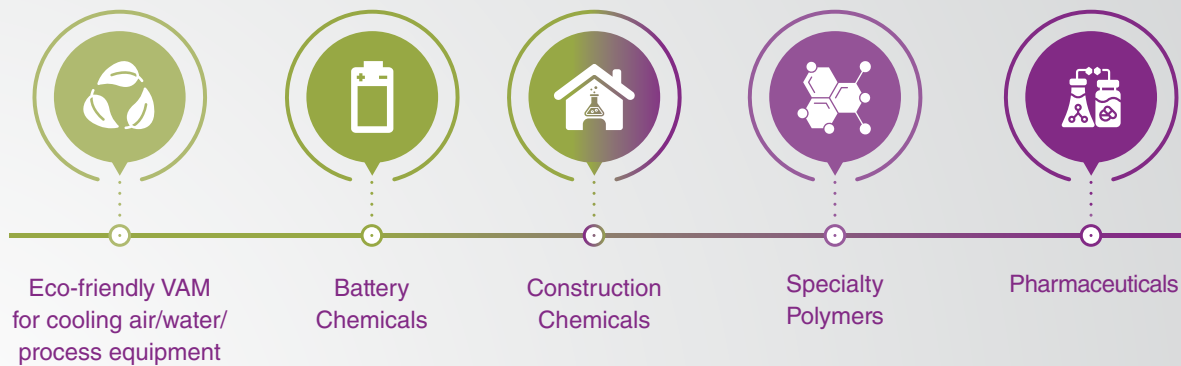 Eco-friendly VAM
for cooling air/water/
process equipment
Battery
Chemicals
Construction
Chemicals
Specialty
Polymers
Pharmaceuticals